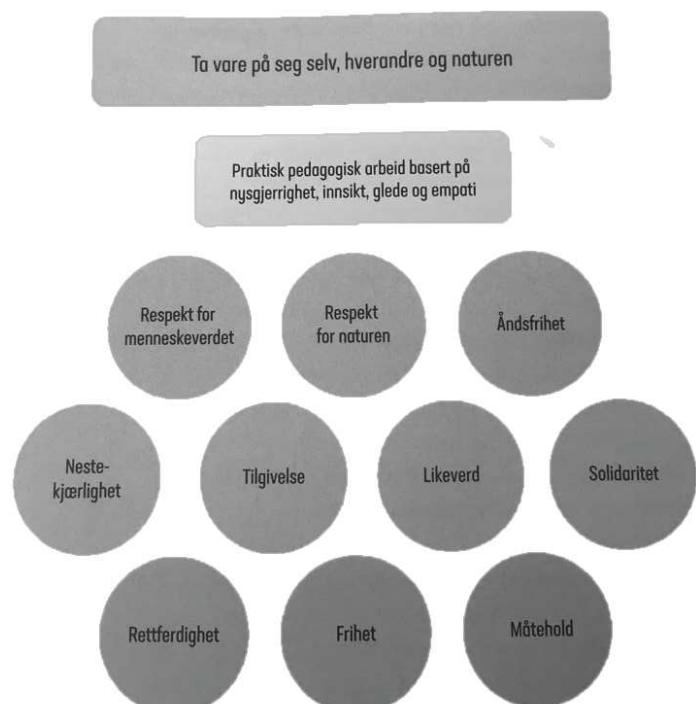 Ta vare på seg selv, hverandre og naturen
Praktisk pedagogisk arbeid basert på
nysgjerrighet, innsikt, glede og empati
Respekt for
menneskeverdet
Respekt
for naturen
Åndsfrihet
Neste-
kjærlighet
Tilgivelse
Likeverd
Solidaritet
Rettferdighet
Frihet
Måtehold